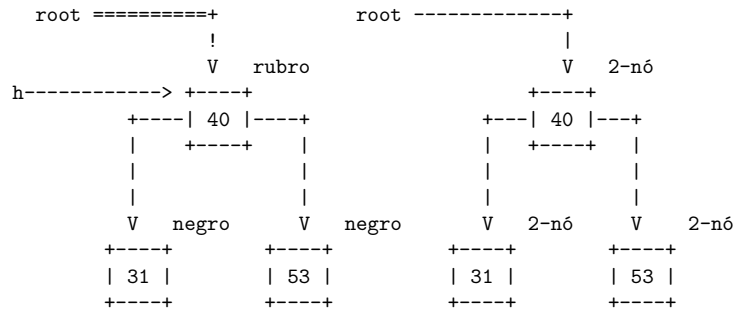 root ==========+ root -------------+
! |
V rubro V 2-nó
h------------> +----+ +----+
+----| 40 |----+ +---| 40 |---+
| +----+ | | +----+ |
| | | |
| | | |
V negro V negro V 2-nó V 2-nó
+----+ +----+ +----+ +----+
| 31 | | 53 | | 31 | | 53 |
+----+ +----+ +----+ +----+